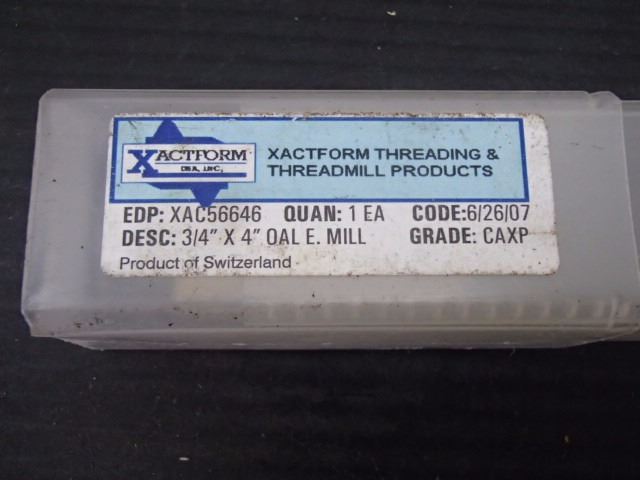 XACTFORM
USA, INC.
XACTFORM THREADING &
THREADMILL PRODUCTS
EDP: XAC56646 QUAN: 1 EA CODE:6/26/07
DESC: 3/4" X 4" OAL E. MILL GRADE: CAXP
Product of Switzerland